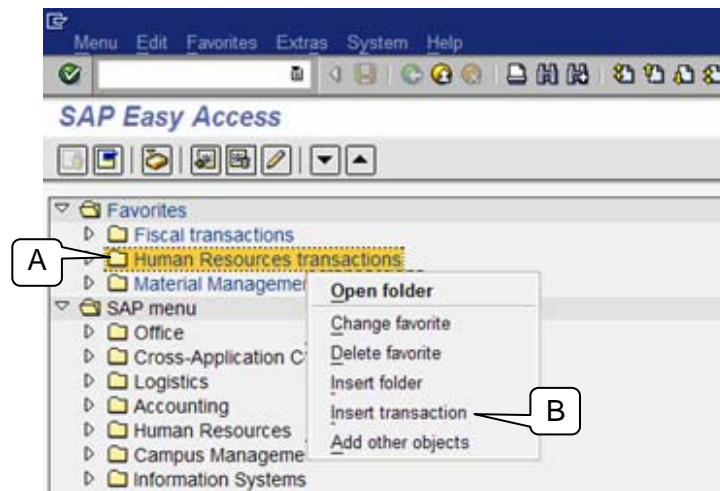 Menu Edit Favorites Extras System Help
SAP Easy Access
Favorites
Fiscal transactions
A
Human Resources transactions
Material Manageme
Open folder
SAP menu
Office
Change favorite
Cross-Application C
Delete favorite
Logistics
Insert folder
Accounting
Insert transaction
B
Human Resources
Add other objects
Campus Manageme
Information Systems